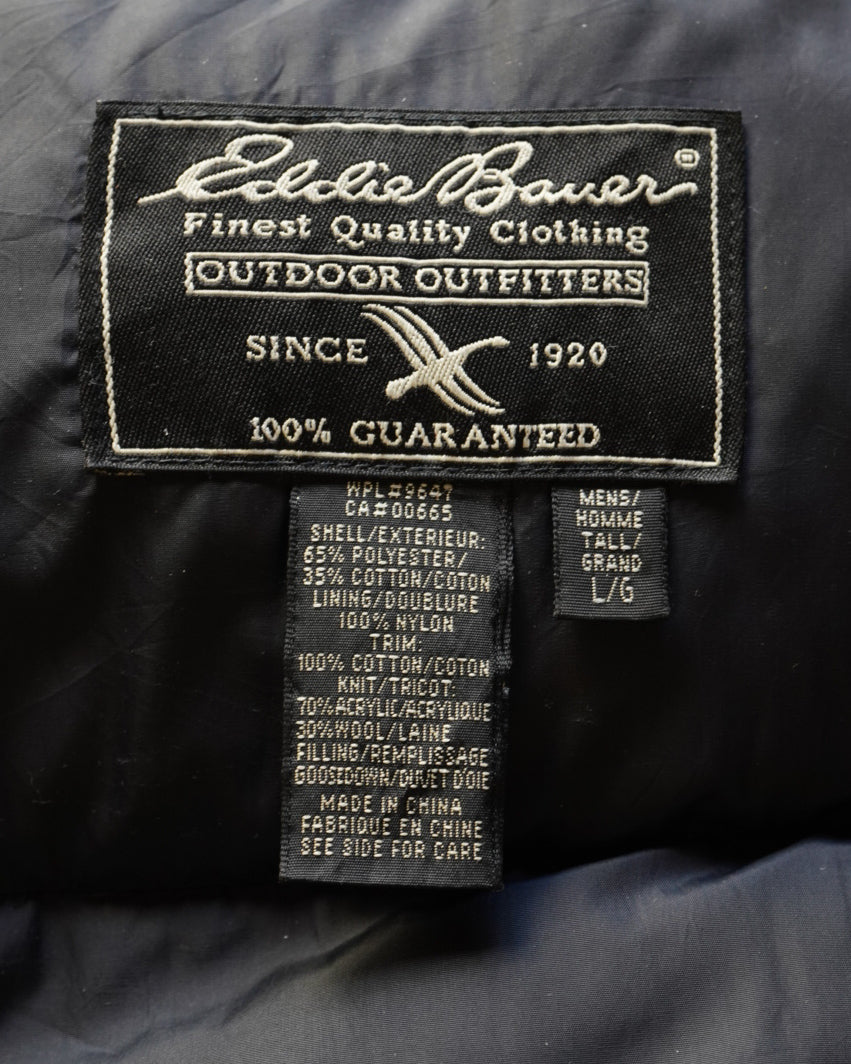 Eddie Bauer®
Finest Quality Clothing
OUTDOOR OUTFITTERS
SINCE 1920
100% GUARANTEED
WPL#9647
CA#00665
SHELL/EXTERIEUR:
65% POLYESTER/
35% COTTON/COTON
LINING/DOUBLURE
100% NYLON
TRIM:
100% COTTON/COTON
KNIT/TRICOT:
70%ACRYLIC/ACRYLIQUE
30%WOOL/LAINE
FILLING/REMPLISSAGE
GOOSEDOWN/DUVET D'OIE
MADE IN CHINA
FABRIQUE EN CHINE
SEE SIDE FOR CARE
MENS/
HOMME
TALL/
GRAND
L/G